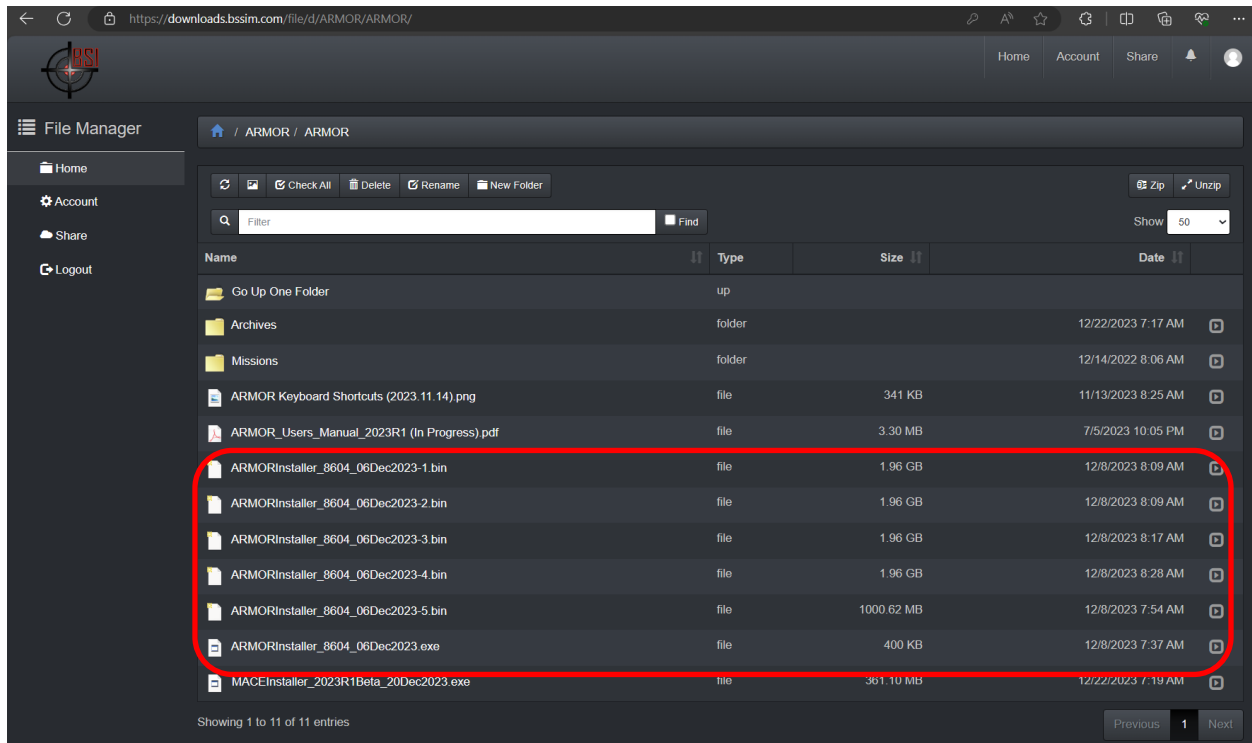 https://downloads.bssim.com/file/d/ARMOR/ARMOR/
BSI
Home Account Share
File Manager
/ ARMOR / ARMOR
Home
Account
Share
Logout
Check All Delete Rename New Folder Zip Unzip
Filter Find Show 50
Name Type Size Date
Go Up One Folder up
Archives folder 12/22/2023 7:17 AM
Missions folder 12/14/2022 8:06 AM
ARMOR Keyboard Shortcuts (2023.11.14).png file 341 KB 11/13/2023 8:25 AM
ARMOR_Users_Manual_2023R1 (In Progress).pdf file 3.30 MB 7/5/2023 10:05 PM
ARMORInstaller_8604_06Dec2023-1.bin file 1.96 GB 12/8/2023 8:09 AM
ARMORInstaller_8604_06Dec2023-2.bin file 1.96 GB 12/8/2023 8:09 AM
ARMORInstaller_8604_06Dec2023-3.bin file 1.96 GB 12/8/2023 8:17 AM
ARMORInstaller_8604_06Dec2023-4.bin file 1.96 GB 12/8/2023 8:28 AM
ARMORInstaller_8604_06Dec2023-5.bin file 1000.62 MB 12/8/2023 7:54 AM
ARMORInstaller_8604_06Dec2023.exe file 400 KB 12/8/2023 7:37 AM
MACEInstaller_2023R1Beta_20Dec2023.exe file 361.10 MB 12/22/2023 7:19 AM
Showing 1 to 11 of 11 entries
Previous 1 Next